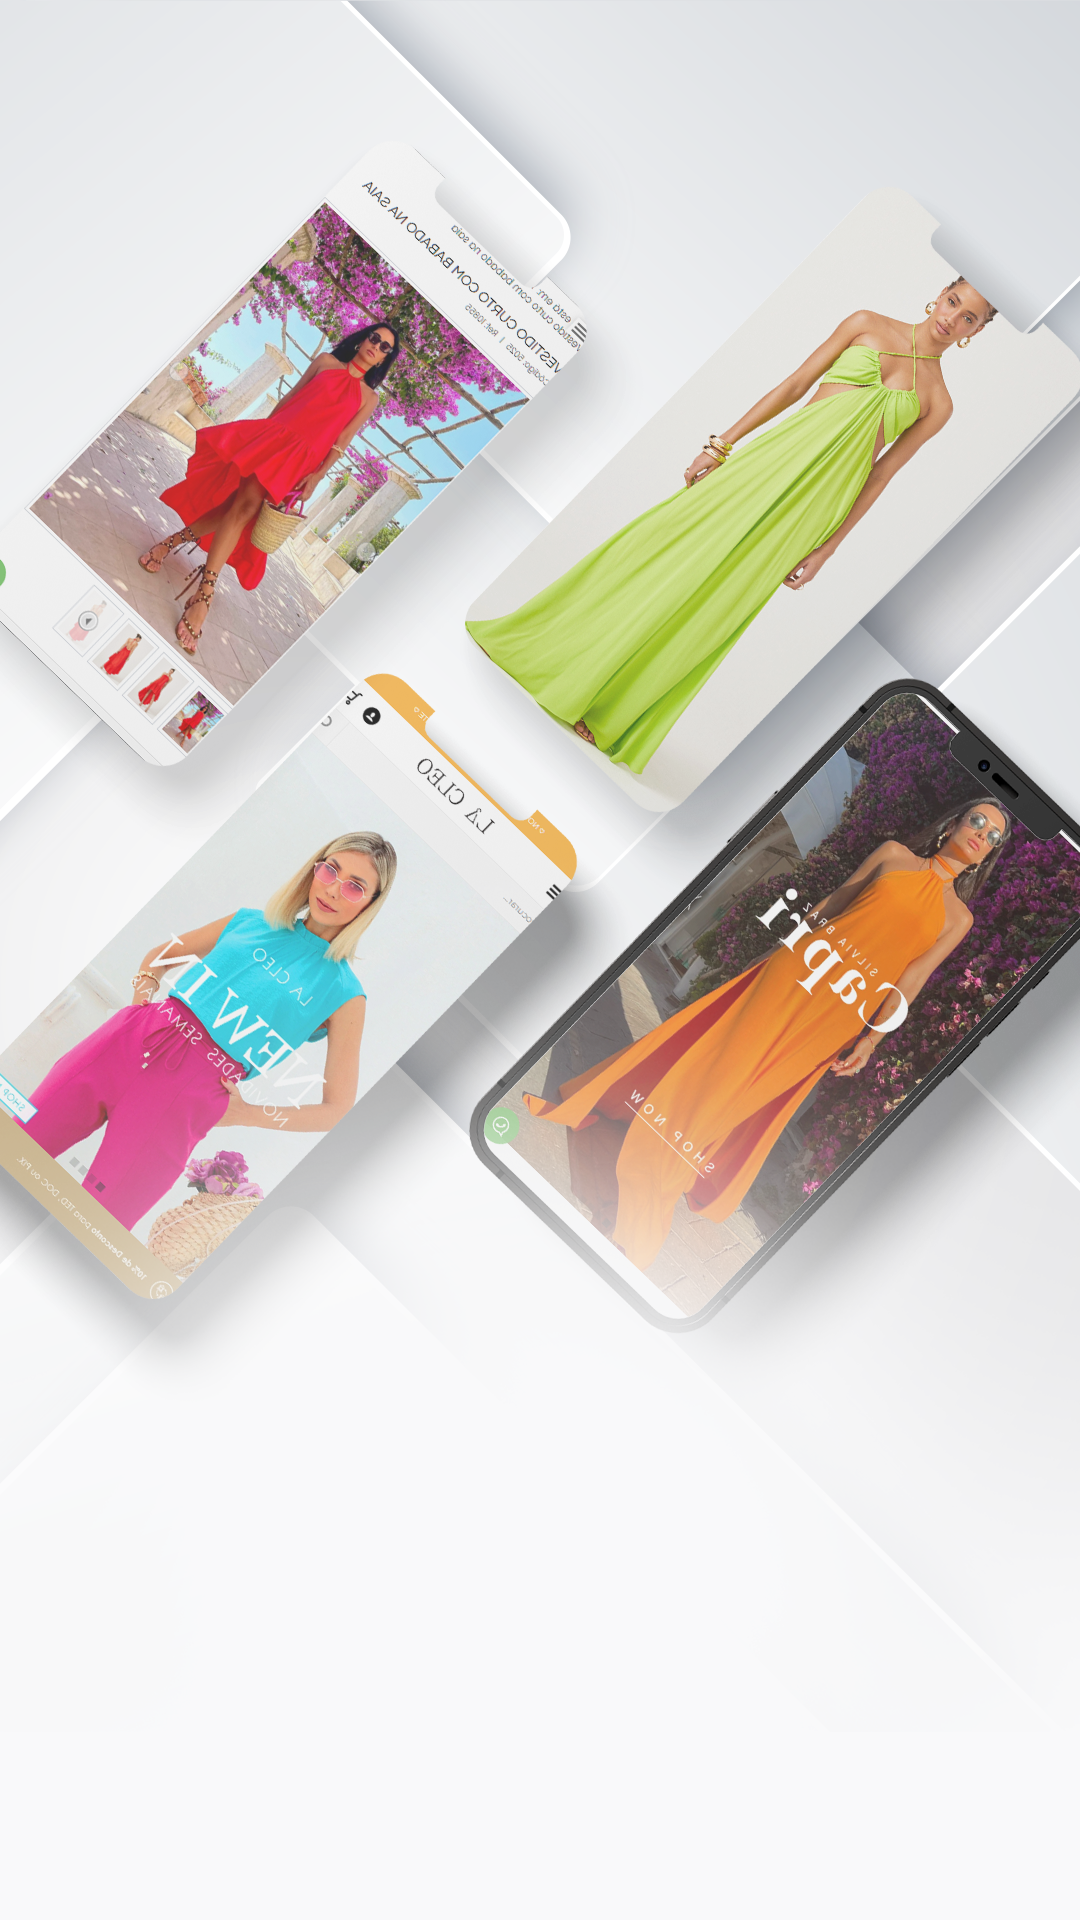 está em:
vestido curto com babado na saia
VESTIDO CURTO COM BABADO NA SAIA
Código: 5025 | Ref: 10855
LA CLEO
ocurar...
LA CLEO
NEW IN
NOVIDADES SEMANAIS
SHOP
10% de Desconto para TED, DOC ou PIX.
SILVIA BRAZ
Capri
SHOP NOW